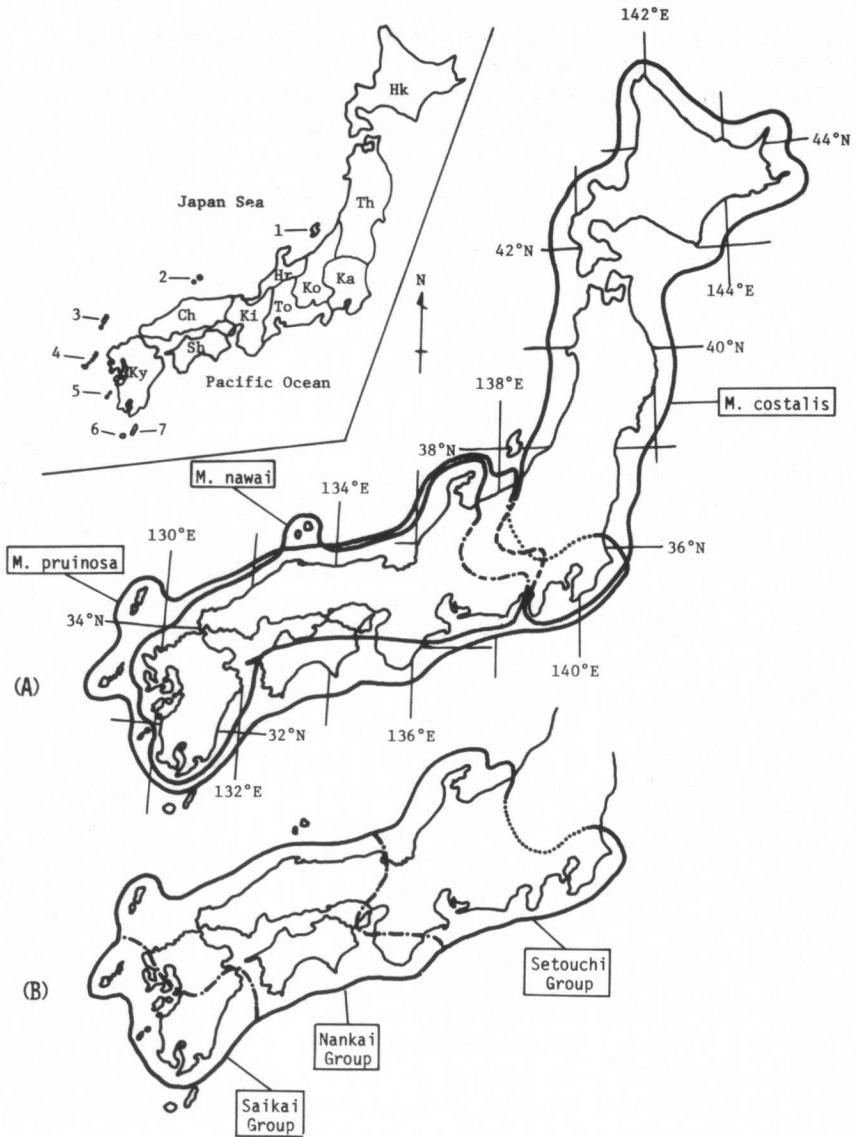 142°E
Hk
44°N
Japan Sea
Th
1
42°N
2
Hr
Ko
Ka
N
144°E
3
Ch
Ki
To
4
Sh
40°N
Ky
Pacific Ocean
138°E
5
M. costalis
6
7
38°N
M. nawai
134°E
130°E
36°N
M. pruinosa
34°N
140°E
(A)
136°E
32°N
132°E
Setouchi
Group
(B)
Nankai
Group
Saikai
Group